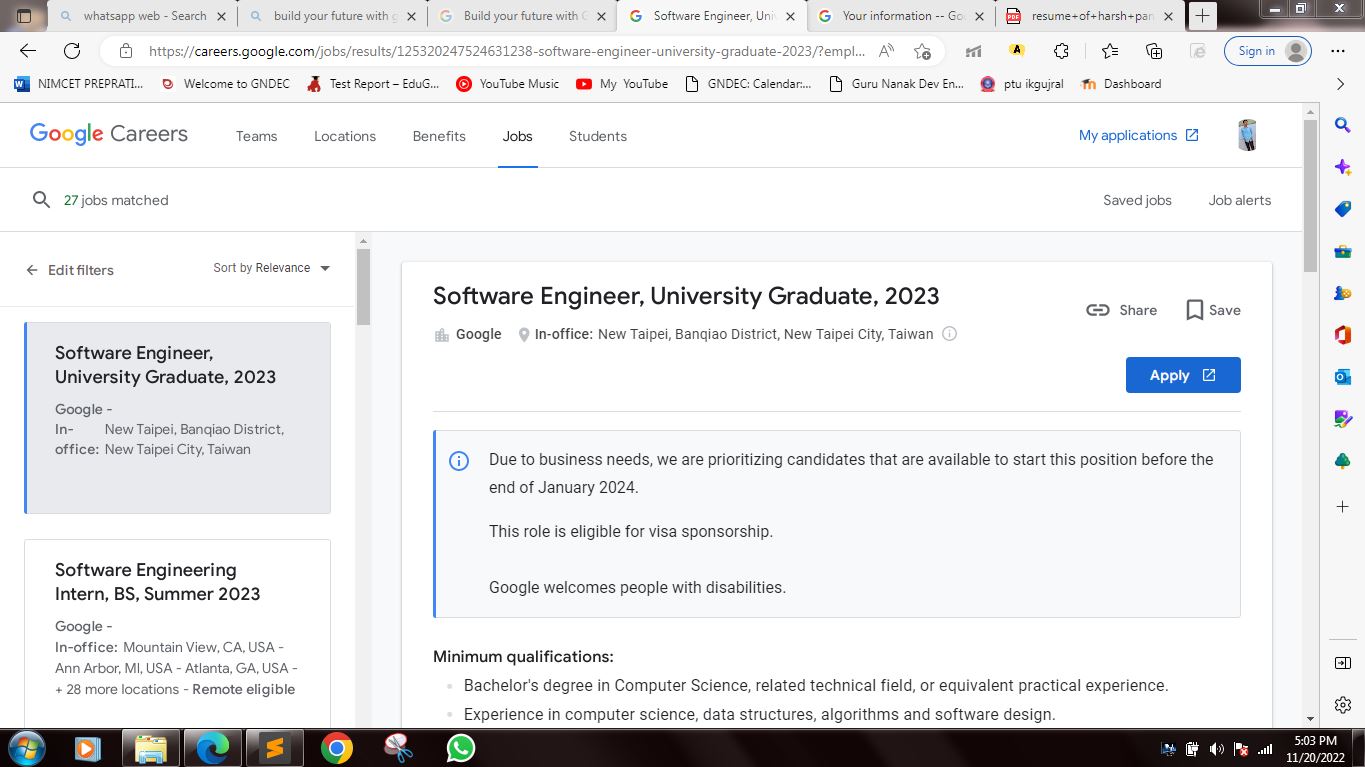 whatsapp web - Search
build your future with g
Build your future with G
Software Engineer, Uni
Your information -- Go
resume+of+harsh+pan
https://careers.google.com/jobs/results/125320247524631238-software-engineer-university-graduate-2023/?empl...
Sign in
NIMCET PREPRATI...
Welcome to GNDEC
Test Report – EduG...
YouTube Music
My YouTube
GNDEC: Calendar:...
Guru Nanak Dev En...
ptu ikgujral
Dashboard
Google Careers
Teams
Locations
Benefits
Jobs
Students
My applications
27 jobs matched
Saved jobs
Job alerts
Edit filters
Sort by Relevance
Software Engineer,
University Graduate, 2023
Google -
In-office: New Taipei, Banqiao District,
New Taipei City, Taiwan
Software Engineering
Intern, BS, Summer 2023
Google -
In-office: Mountain View, CA, USA -
Ann Arbor, MI, USA - Atlanta, GA, USA -
+ 28 more locations - Remote eligible
Software Engineer, University Graduate, 2023
Google In-office: New Taipei, Banqiao District, New Taipei City, Taiwan
Share
Save
Apply
Due to business needs, we are prioritizing candidates that are available to start this position before the
end of January 2024.
This role is eligible for visa sponsorship.
Google welcomes people with disabilities.
Minimum qualifications:
Bachelor's degree in Computer Science, related technical field, or equivalent practical experience.
Experience in computer science, data structures, algorithms and software design.
5:03 PM
11/20/2022